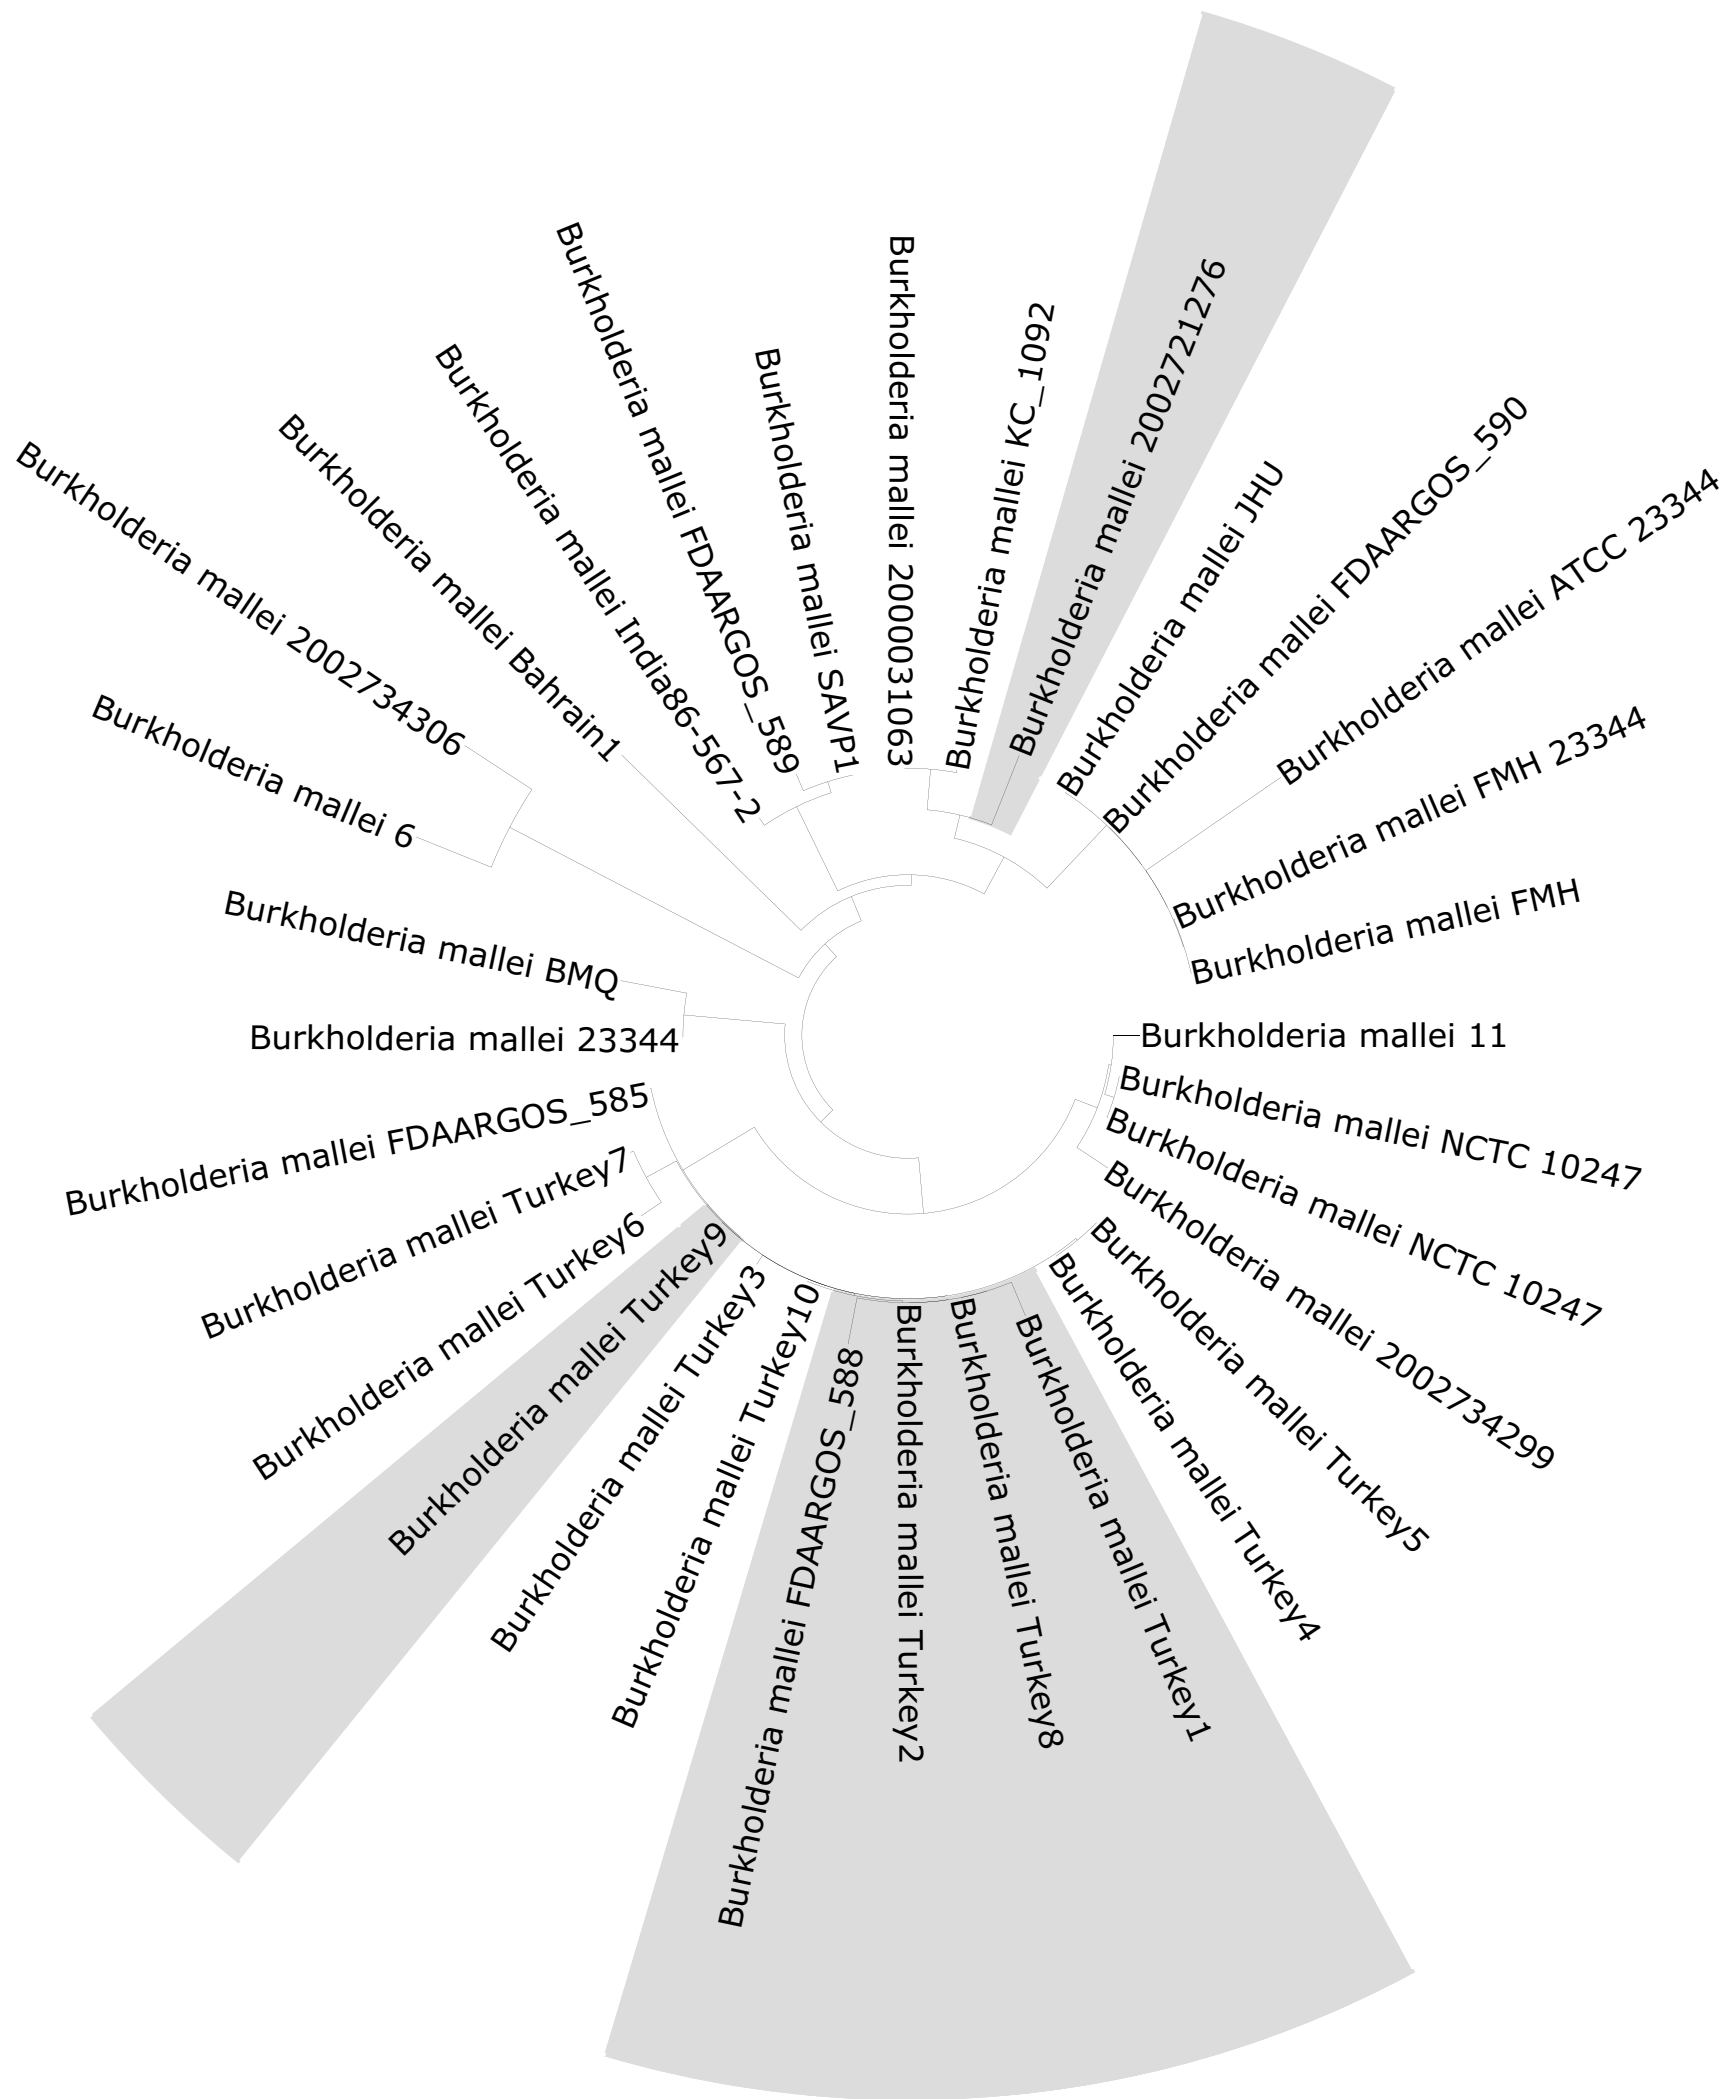 Burkholderia mallei 11
Burkholderia mallei FMH
Burkholderia mallei FMH 23344
Burkholderia mallei ATCC 23344
Burkholderia mallei FDAARGOS_590
Burkholderia mallei JHU
Burkholderia mallei 2002721276
Burkholderia mallei KC_1092
Burkholderia mallei 2000031063
Burkholderia mallei SAVP1
Burkholderia mallei FDAARGOS_589
Burkholderia mallei India86-567-2
Burkholderia mallei Bahrain1
Burkholderia mallei 2002734306
Burkholderia mallei 6
Burkholderia mallei BMQ
Burkholderia mallei 23344
Burkholderia mallei FDAARGOS_585
Burkholderia mallei Turkey7
Burkholderia mallei Turkey6
Burkholderia mallei Turkey9
Burkholderia mallei Turkey3
Burkholderia mallei Turkey10
Burkholderia mallei FDAARGOS_588
Burkholderia mallei Turkey2
Burkholderia mallei Turkey8
Burkholderia mallei Turkey1
Burkholderia mallei Turkey4
Burkholderia mallei Turkey5
Burkholderia mallei 2002734299
Burkholderia mallei NCTC 10247
Burkholderia mallei NCTC 10247